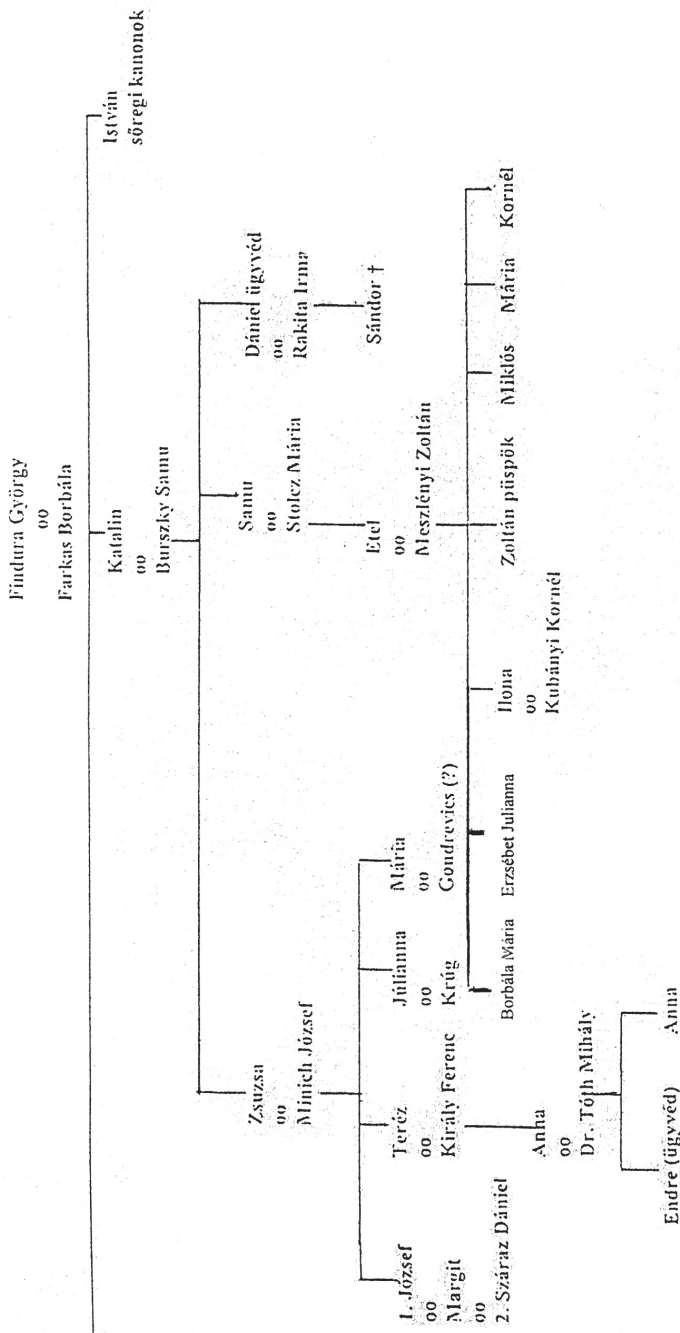 Findura György
oo
Farkas Borbála
Katalin
oo
Burszky Samu
István
sőregi kanonok
Zsuzsa
oo
Minich József
Samu
oo
Stolcz Mária
Dániel ügyvéd
oo
Rakita Irma
1. József
oo
Margit
oo
2. Száraz Dániel
Teréz
oo
Király Ferenc
Júlianna
oo
Krúg
Mária
oo
Gondrevics (?)
Etel
oo
Meszlényi Zoltán
Sándor †
Anna
oo
Dr. Tóth Mihály
Borbála Mária
Erzsébet Julianna
Ilona
oo
Kubányi Kornél
Zoltán püspök
Miklós
Mária
Kornél
Endre (ügyvéd)
Anna